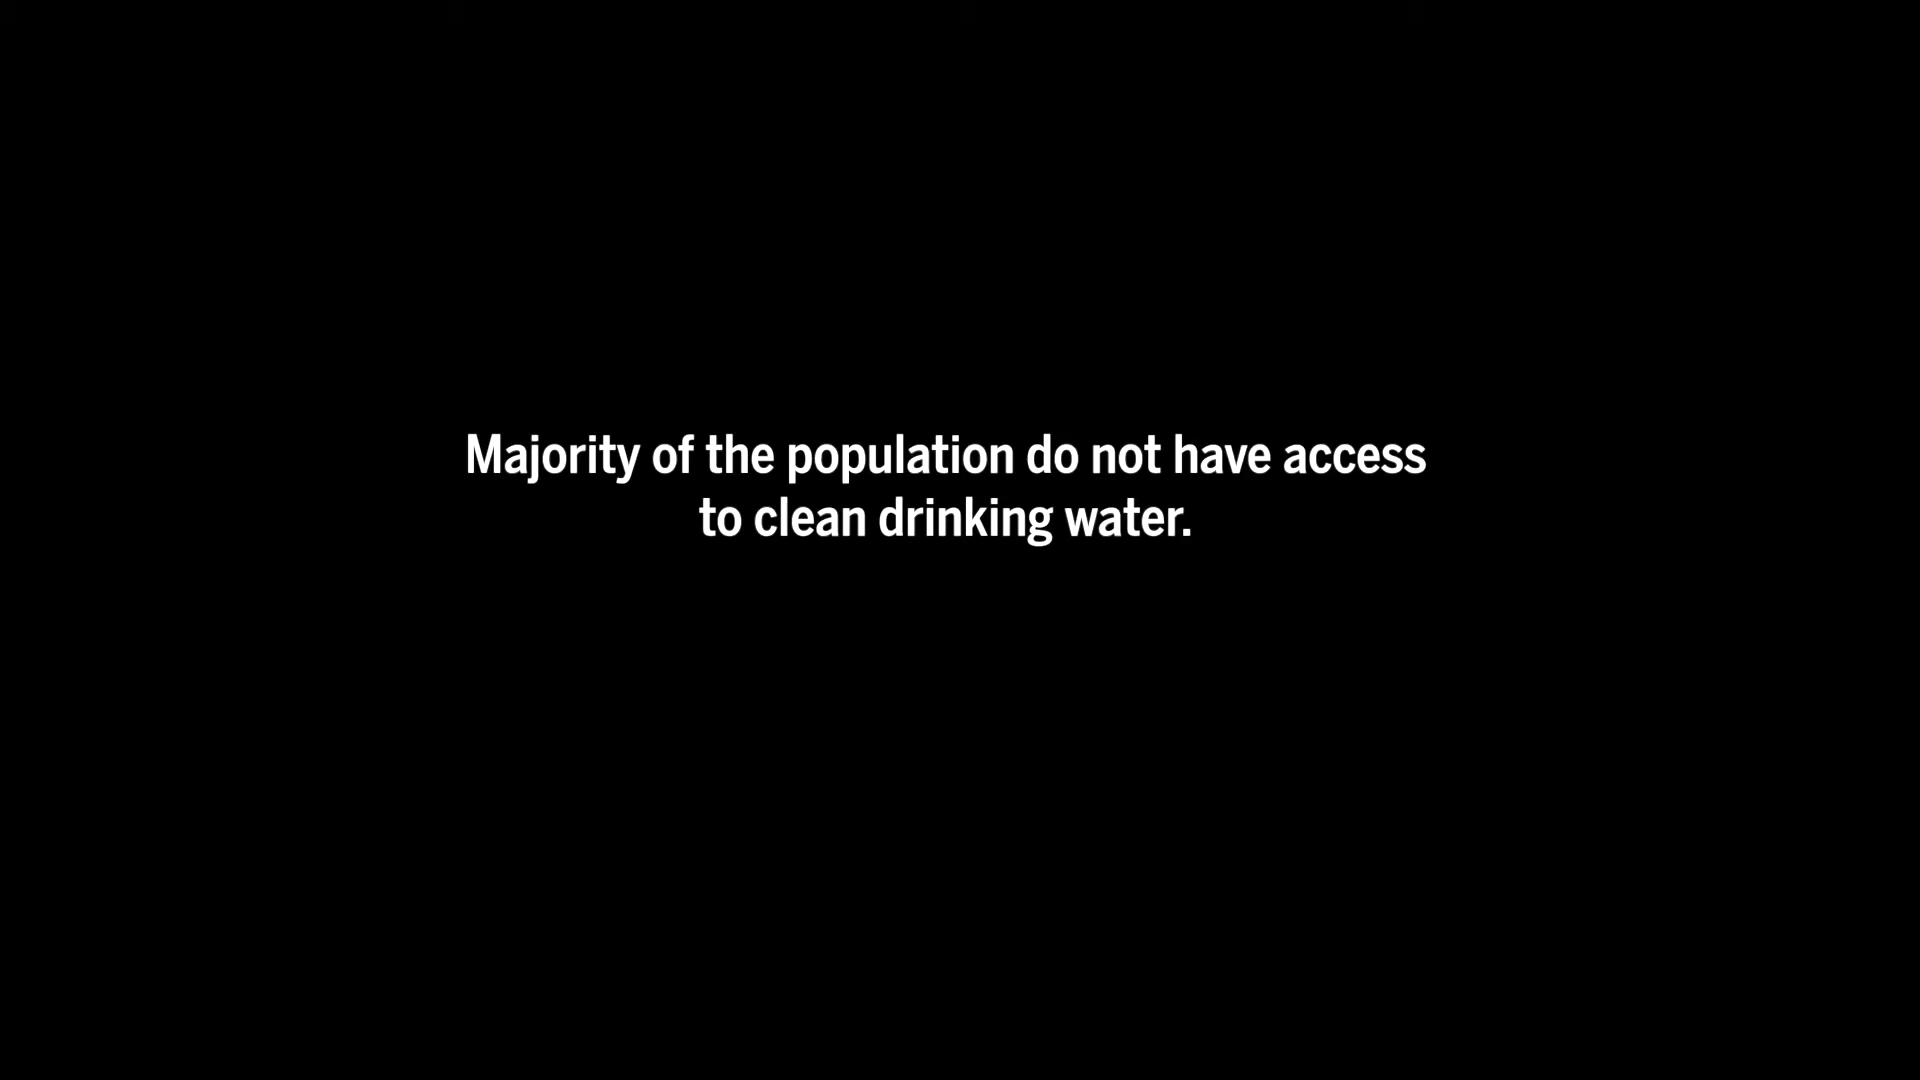 Majority of the population do not have access
to clean drinking water.